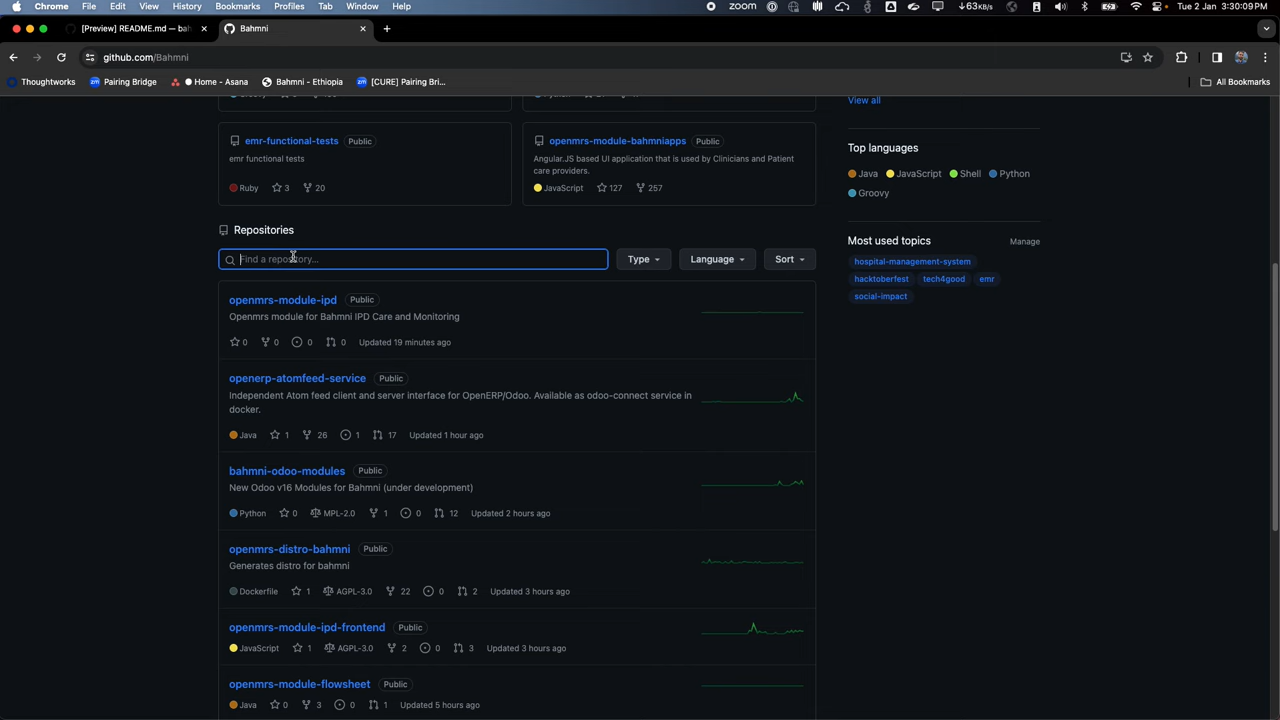 Chrome File Edit View History Bookmarks Profiles Tab Window Help zoom 63KB/s Tue 2 Jan 3:30:09 PM
[Preview] README.md — bah Bahmni
github.com/Bahmni
Thoughtworks Pairing Bridge Home - Asana Bahmni - Ethiopia [CURE] Pairing Bri... All Bookmarks
View all
emr-functional-tests Public
emr functional tests
Ruby 3 20
openmrs-module-bahmniapps Public
Angular.JS based UI application that is used by Clinicians and Patient
care providers.
JavaScript 127 257
Top languages
Java JavaScript Shell Python
Groovy
Repositories
Find a repository...
Type Language Sort
Most used topics Manage
hospital-management-system
hacktoberfest tech4good emr
social-impact
openmrs-module-ipd Public
Openmrs module for Bahmni IPD Care and Monitoring
0 0 0 0 Updated 19 minutes ago
openerp-atomfeed-service Public
Independent Atom feed client and server interface for OpenERP/Odoo. Available as odoo-connect service in
docker.
Java 1 26 1 17 Updated 1 hour ago
bahmni-odoo-modules Public
New Odoo v16 Modules for Bahmni (under development)
Python 0 MPL-2.0 1 0 12 Updated 2 hours ago
openmrs-distro-bahmni Public
Generates distro for bahmni
Dockerfile 1 AGPL-3.0 22 0 2 Updated 3 hours ago
openmrs-module-ipd-frontend Public
JavaScript 1 AGPL-3.0 2 0 3 Updated 3 hours ago
openmrs-module-flowsheet Public
Java 0 3 0 1 Updated 5 hours ago